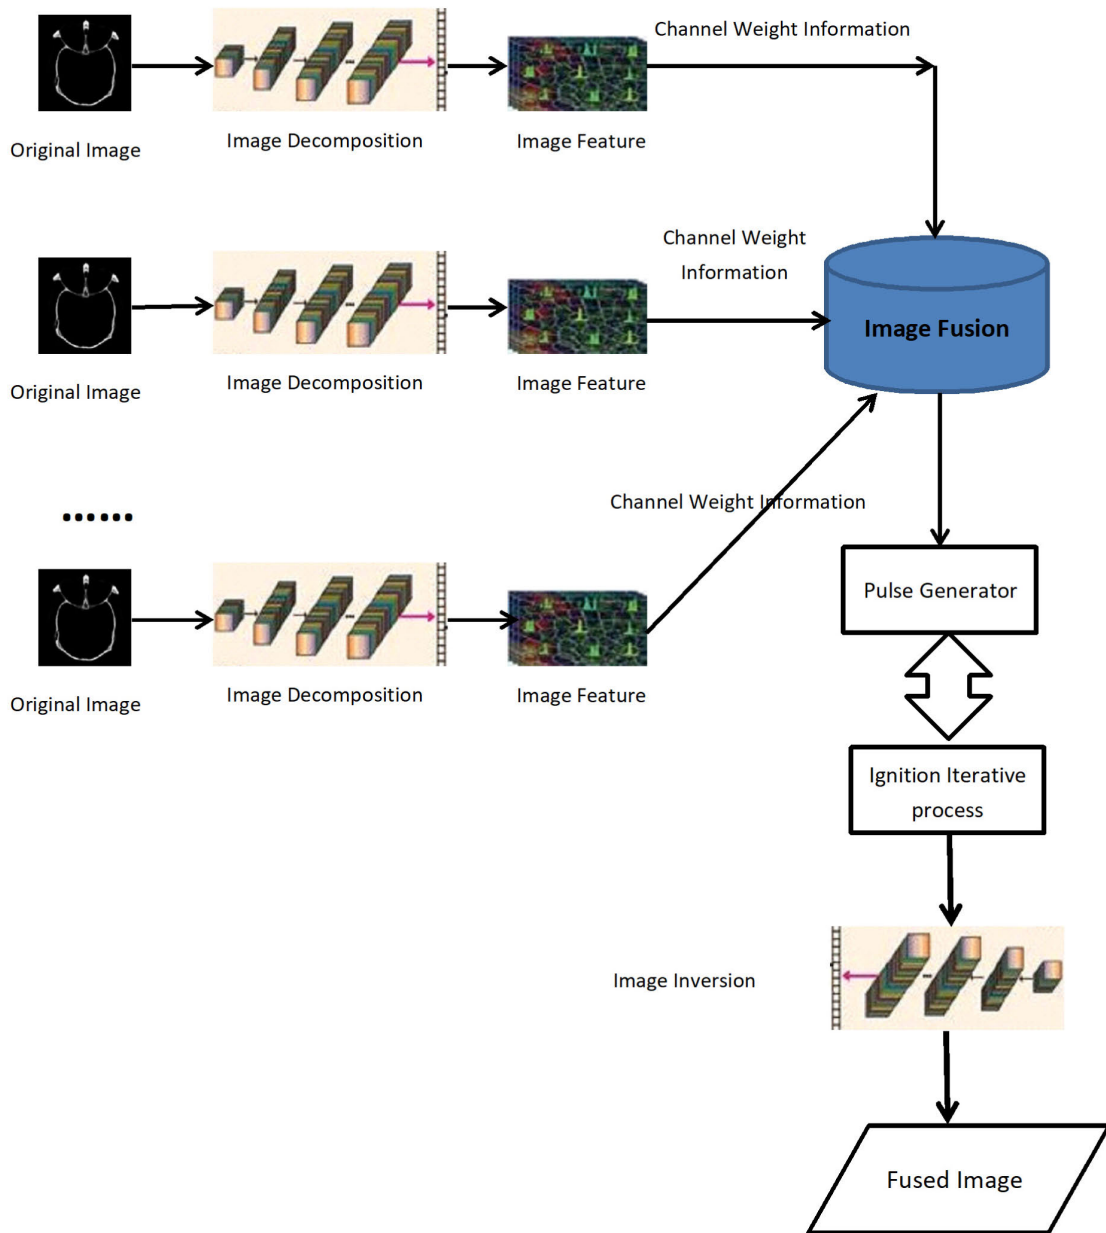 Channel Weight Information
Original Image
Image Decomposition
Image Feature
Channel Weight
Information
Image Fusion
Original Image
Image Decomposition
Image Feature
Channel Weight Information
......
Pulse Generator
Original Image
Image Decomposition
Image Feature
Ignition Iterative
process
Image Inversion
Fused Image